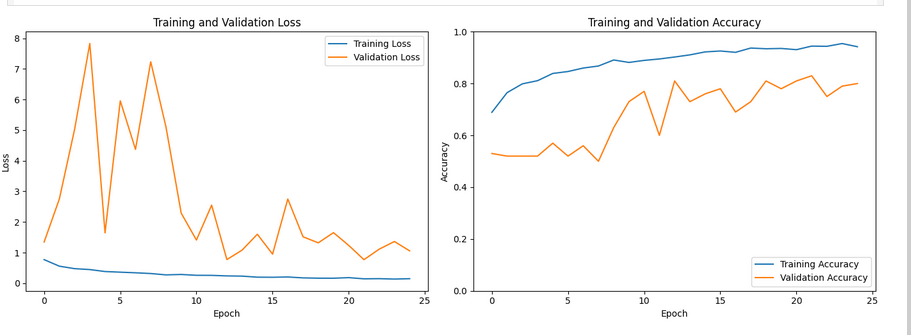 Training and Validation Loss
Training Loss
Validation Loss
8
7
6
5
4
3
2
1
0
Loss
0 5 10 15 20 25
Epoch
Training and Validation Accuracy
1.0
0.8
0.6
0.4
0.2
0.0
Accuracy
Training Accuracy
Validation Accuracy
0 5 10 15 20 25
Epoch